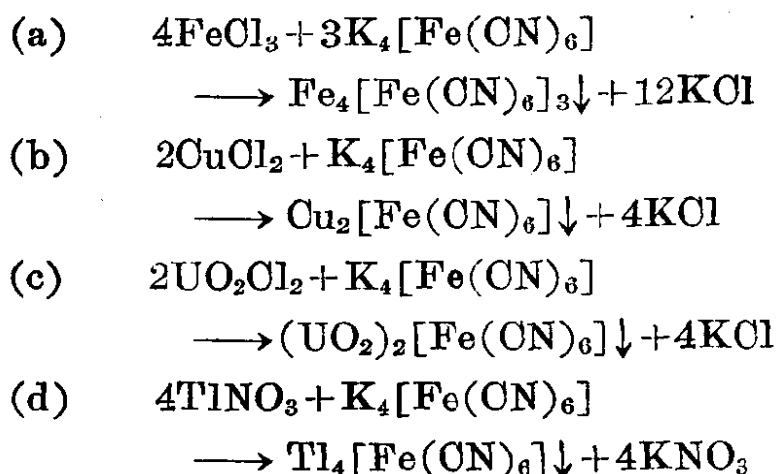 (a) 4FeCl₃+3K₄[Fe(CN)₆]
⟶ Fe₄[Fe(CN)₆]₃↓+12KCl
(b) 2CuCl₂+K₄[Fe(CN)₆]
⟶ Cu₂[Fe(CN)₆]↓+4KCl
(c) 2UO₂Cl₂+K₄[Fe(CN)₆]
⟶ (UO₂)₂[Fe(CN)₆]↓+4KCl
(d) 4TlNO₃+K₄[Fe(CN)₆]
⟶ Tl₄[Fe(CN)₆]↓+4KNO₃